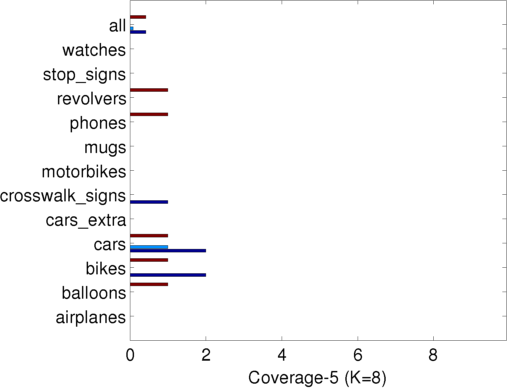 all
watches
stop_signs
revolvers
phones
mugs
motorbikes
crosswalk_signs
cars_extra
cars
bikes
balloons
airplanes
0 2 4 6 8
Coverage-5 (K=8)